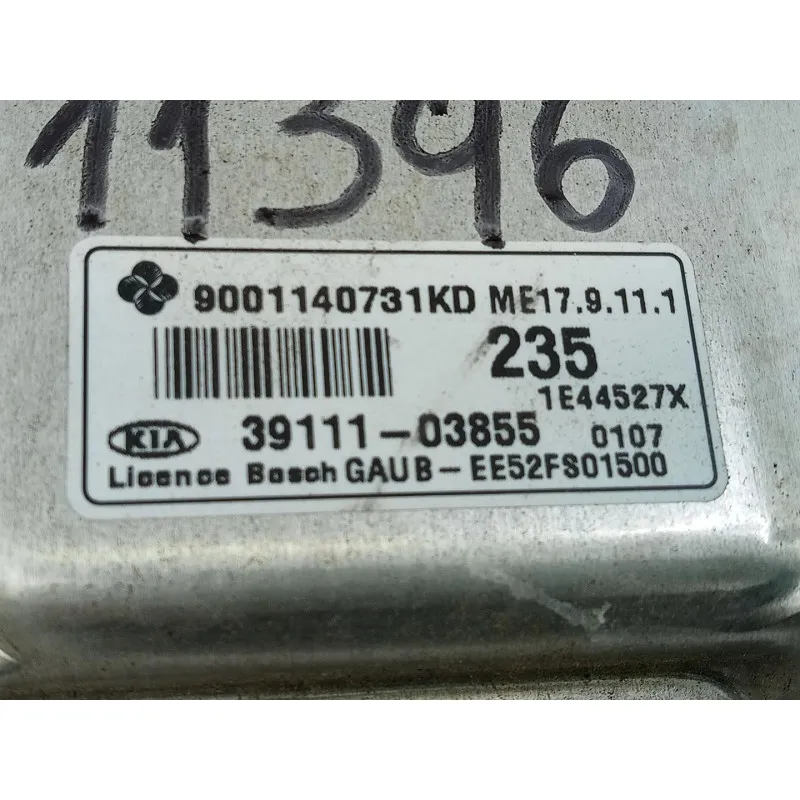 11396
9001140731KD ME17.9.11.1
235
1E44527X
KIA 39111-03855 0107
Licence Bosch GAUB-EE52FS01500